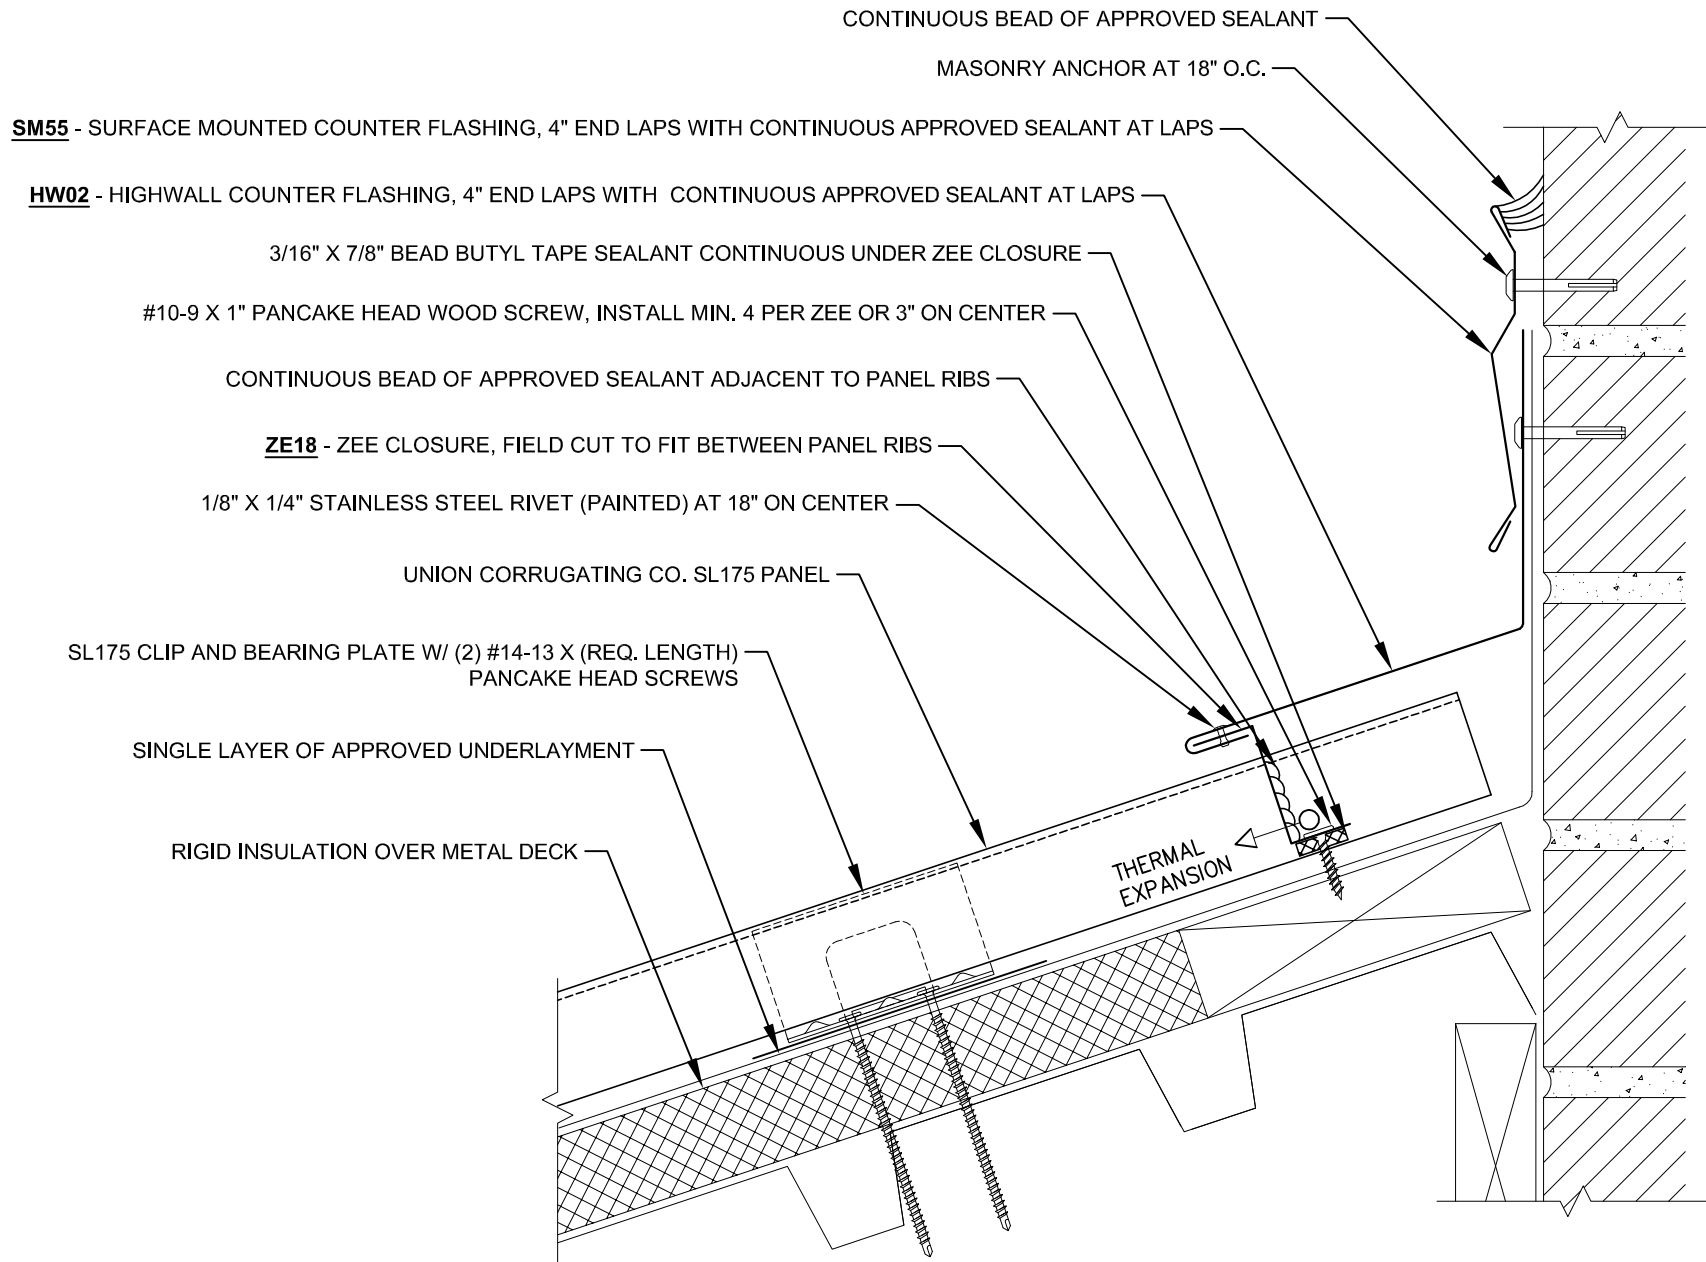 CONTINUOUS BEAD OF APPROVED SEALANT
MASONRY ANCHOR AT 18" O.C.
SM55 - SURFACE MOUNTED COUNTER FLASHING, 4" END LAPS WITH CONTINUOUS APPROVED SEALANT AT LAPS
HW02 - HIGHWALL COUNTER FLASHING, 4" END LAPS WITH CONTINUOUS APPROVED SEALANT AT LAPS
3/16" X 7/8" BEAD BUTYL TAPE SEALANT CONTINUOUS UNDER ZEE CLOSURE
#10-9 X 1" PANCAKE HEAD WOOD SCREW, INSTALL MIN. 4 PER ZEE OR 3" ON CENTER
CONTINUOUS BEAD OF APPROVED SEALANT ADJACENT TO PANEL RIBS
ZE18 - ZEE CLOSURE, FIELD CUT TO FIT BETWEEN PANEL RIBS
1/8" X 1/4" STAINLESS STEEL RIVET (PAINTED) AT 18" ON CENTER
UNION CORRUGATING CO. SL175 PANEL
SL175 CLIP AND BEARING PLATE W/ (2) #14-13 X (REQ. LENGTH)
PANCAKE HEAD SCREWS
SINGLE LAYER OF APPROVED UNDERLAYMENT
RIGID INSULATION OVER METAL DECK
THERMAL
EXPANSION